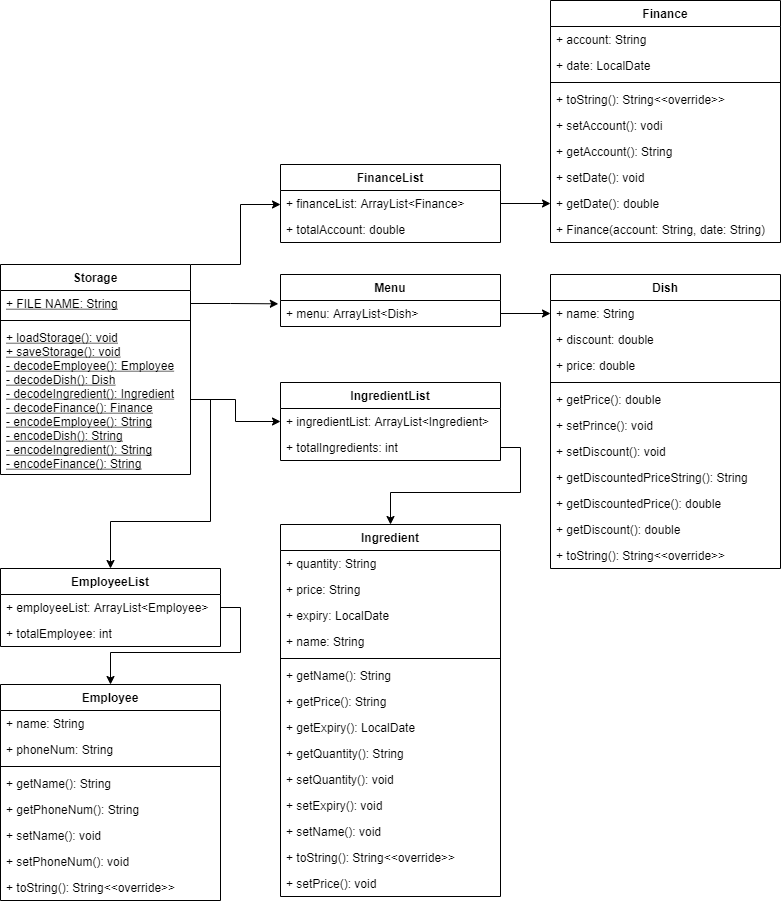 Finance
+ account: String
+ date: LocalDate
+ toString(): String<<override>>
+ setAccount(): vodi
+ getAccount(): String
+ setDate(): void
+ getDate(): double
+ Finance(account: String, date: String)
FinanceList
+ financeList: ArrayList<Finance>
+ totalAccount: double
Storage
+ FILE NAME: String
+ loadStorage(): void
+ saveStorage(): void
- decodeEmployee(): Employee
- decodeDish(): Dish
- decodeIngredient(): Ingredient
- decodeFinance(): Finance
- encodeEmployee(): String
- encodeDish(): String
- encodeIngredient(): String
- encodeFinance(): String
Menu
+ menu: ArrayList<Dish>
Dish
+ name: String
+ discount: double
+ price: double
+ getPrice(): double
+ setPrince(): void
+ setDiscount(): void
+ getDiscountedPriceString(): String
+ getDiscountedPrice(): double
+ getDiscount(): double
+ toString(): String<<override>>
IngredientList
+ ingredientList: ArrayList<Ingredient>
+ totalIngredients: int
Ingredient
+ quantity: String
+ price: String
+ expiry: LocalDate
+ name: String
+ getName(): String
+ getPrice(): String
+ getExpiry(): LocalDate
+ getQuantity(): String
+ setQuantity(): void
+ setExpiry(): void
+ setName(): void
+ toString(): String<<override>>
+ setPrice(): void
EmployeeList
+ employeeList: ArrayList<Employee>
+ totalEmployee: int
Employee
+ name: String
+ phoneNum: String
+ getName(): String
+ getPhoneNum(): String
+ setName(): void
+ setPhoneNum(): void
+ toString(): String<<override>>